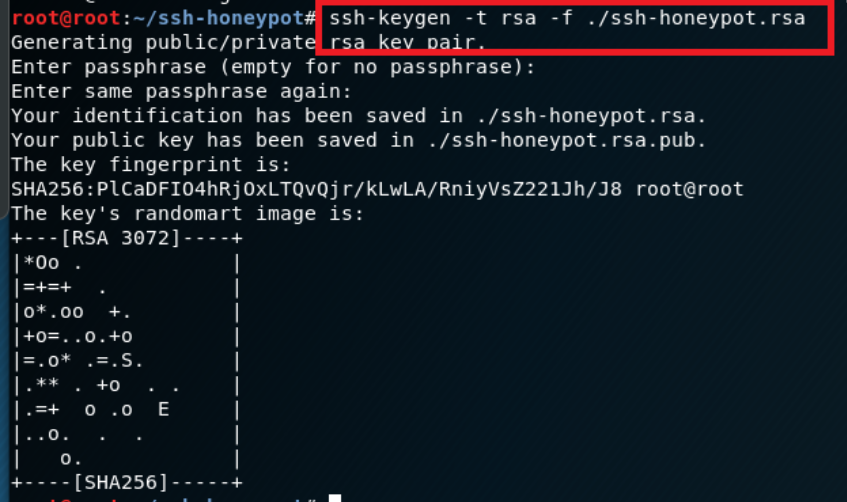 root@root:~/ssh-honeypot# ssh-keygen -t rsa -f ./ssh-honeypot.rsa
Generating public/private rsa key pair.
Enter passphrase (empty for no passphrase):
Enter same passphrase again:
Your identification has been saved in ./ssh-honeypot.rsa.
Your public key has been saved in ./ssh-honeypot.rsa.pub.
The key fingerprint is:
SHA256:PlCaDFIO4hRjOxLTQvQjr/kLwLA/RniyVsZ221Jh/J8 root@root
The key's randomart image is:
+---[RSA 3072]----+
|*Oo .            |
|=+=+  .          |
|o*.oo  +.        |
|+o=..o.+o        |
|=.o* .=.S.       |
|.** . +o  . .    |
|.=+  o .o  E     |
|..o.  .  .       |
|   o.            |
+----[SHA256]-----+